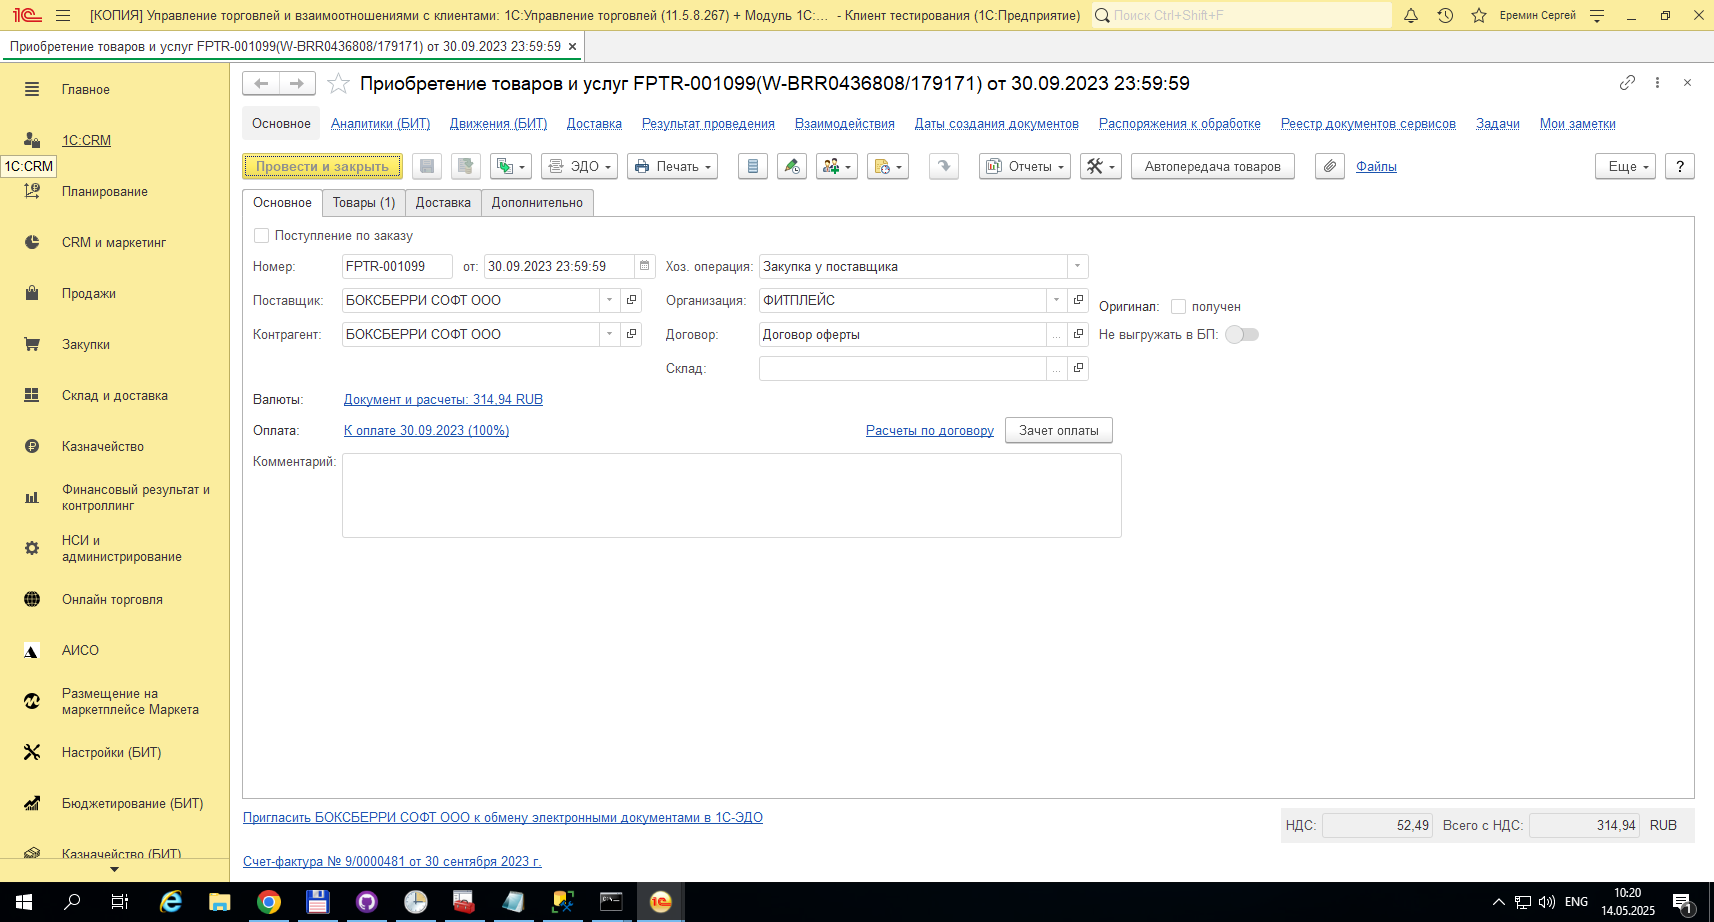 [КОПИЯ] Управление торговлей и взаимоотношениями с клиентами: 1С:Управление торговлей (11.5.8.267) + Модуль 1С:... - Клиент тестирования (1С:Предприятие)
Поиск Ctrl+Shift+F
Еремин Сергей
Приобретение товаров и услуг FPTR-001099(W-BRR0436808/179171) от 30.09.2023 23:59:59
Главное
1С:CRM
1С:CRM
Планирование
CRM и маркетинг
Продажи
Закупки
Склад и доставка
Казначейство
Финансовый результат и
контроллинг
НСИ и
администрирование
Онлайн торговля
АИСО
Размещение на
маркетплейсе Маркета
Настройки (БИТ)
Бюджетирование (БИТ)
Казначейство (БИТ)
Приобретение товаров и услуг FPTR-001099(W-BRR0436808/179171) от 30.09.2023 23:59:59
Основное Аналитики (БИТ) Движения (БИТ) Доставка Результат проведения Взаимодействия Даты создания документов Распоряжения к обработке Реестр документов сервисов Задачи Мои заметки
Провести и закрыть ЭДО Печать Отчеты Автопередача товаров Файлы Еще ?
Основное Товары (1) Доставка Дополнительно
Поступление по заказу
Номер: FPTR-001099 от: 30.09.2023 23:59:59 Хоз. операция: Закупка у поставщика
Поставщик: БОКСБЕРРИ СОФТ ООО Организация: ФИТПЛЕЙС Оригинал: получен
Контрагент: БОКСБЕРРИ СОФТ ООО Договор: Договор оферты Не выгружать в БП:
Склад:
Валюты: Документ и расчеты: 314,94 RUB
Оплата: К оплате 30.09.2023 (100%) Расчеты по договору Зачет оплаты
Комментарий:
Пригласить БОКСБЕРРИ СОФТ ООО к обмену электронными документами в 1С-ЭДО
НДС: 52,49 Всего с НДС: 314,94 RUB
Счет-фактура № 9/0000481 от 30 сентября 2023 г.
ENG
10:20
14.05.2025
1